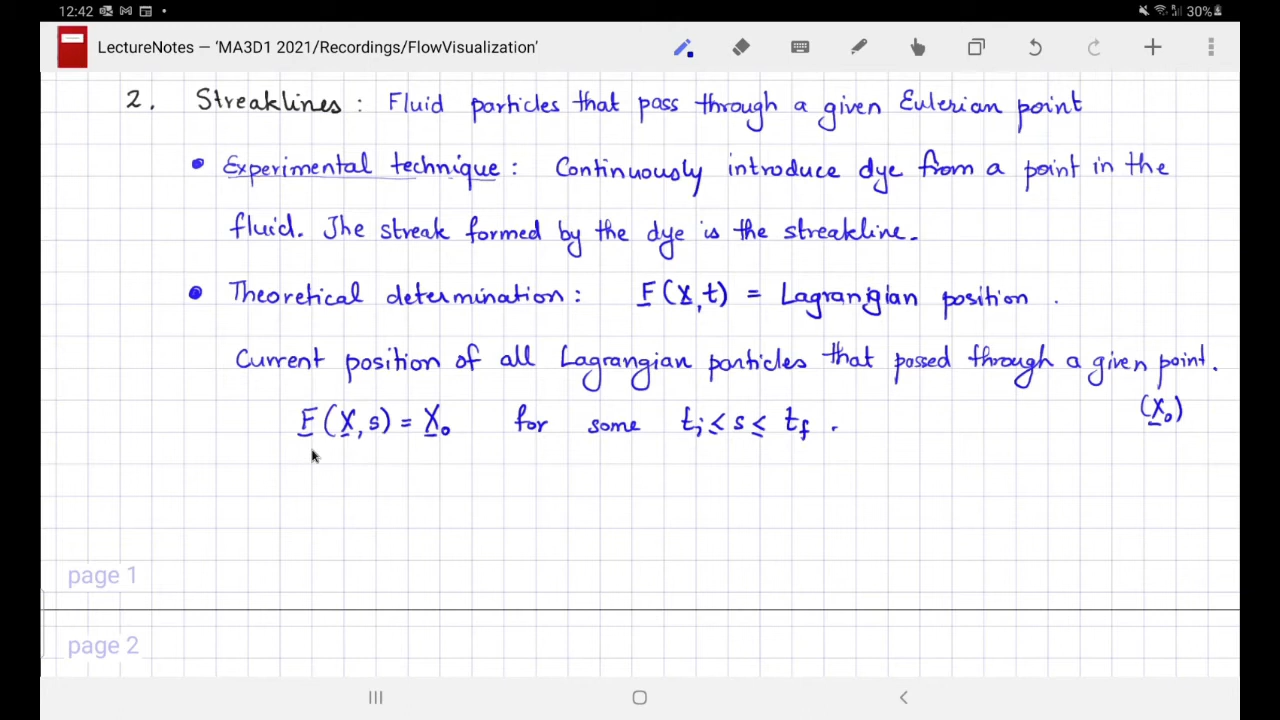 12:42
30%
LectureNotes – ‘MA3D1 2021/Recordings/FlowVisualization’
2. Streaklines : Fluid particles that pass through a given Eulerian point
• Experimental technique : Continuously introduce dye from a point in the
fluid. The streak formed by the dye is the streakline.
• Theoretical determination : F(X,t) = Lagrangian position .
Current position of all Lagrangian particles that passed through a given point.
(X₀)
F(X,s) = X₀ for some tᵢ ≤ s ≤ t_f .
page 1
page 2